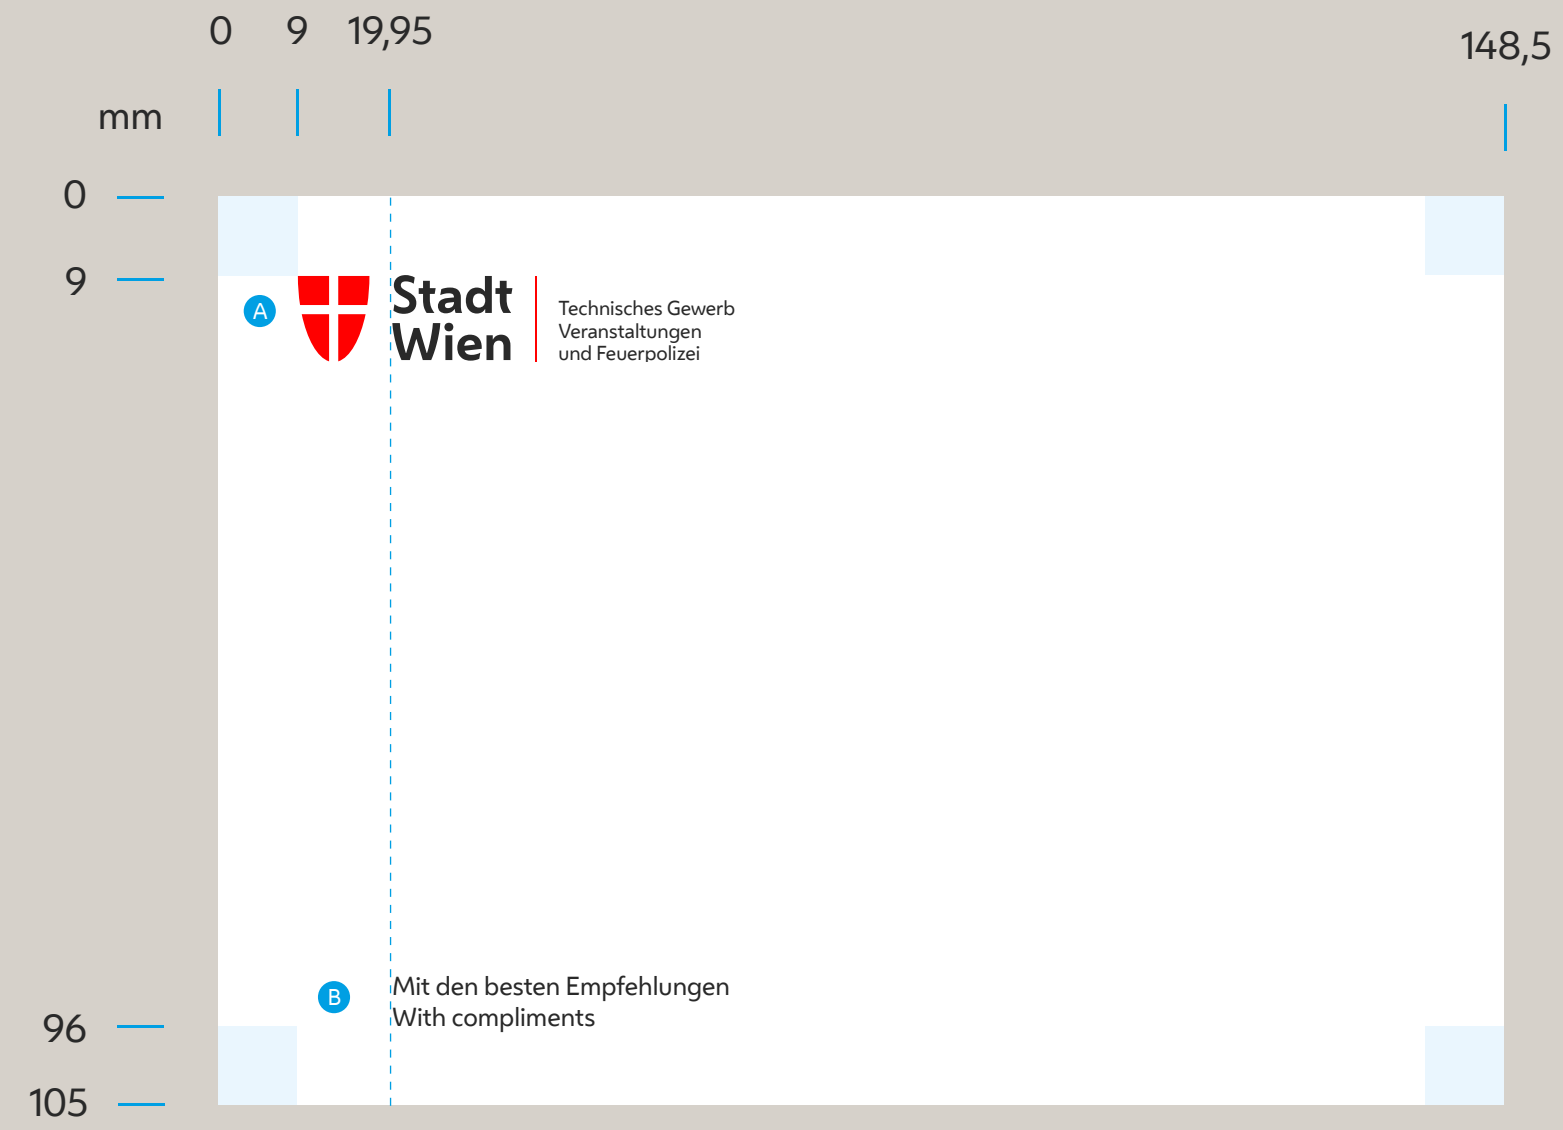 0 9 19,95 148,5
mm
0
9
A
Stadt
Wien
Technisches Gewerb
Veranstaltungen
und Feuerpolizei
B
Mit den besten Empfehlungen
With compliments
96
105